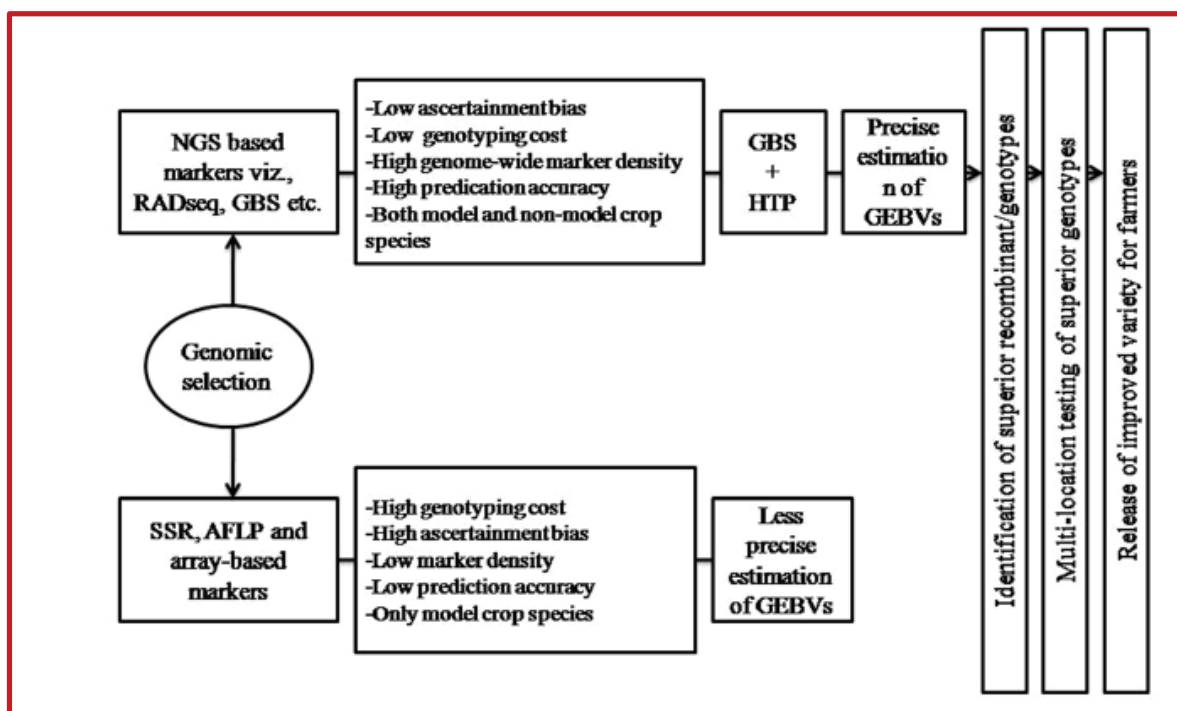 NGS based
markers viz.,
RADseq, GBS etc.
-Low ascertainment bias
-Low genotyping cost
-High genome-wide marker density
-High predication accuracy
-Both model and non-model crop
species
GBS
+
HTP
Precise
estimatio
n of
GEBVs
Genomic
selection
SSR, AFLP and
array-based
markers
-High genotyping cost
-High ascertainment bias
-Low marker density
-Low prediction accuracy
-Only model crop species
Less
precise
estimation
of GEBVs
Identification of superior recombinant/genotypes
Multi-location testing of superior genotypes
Release of improved variety for farmers